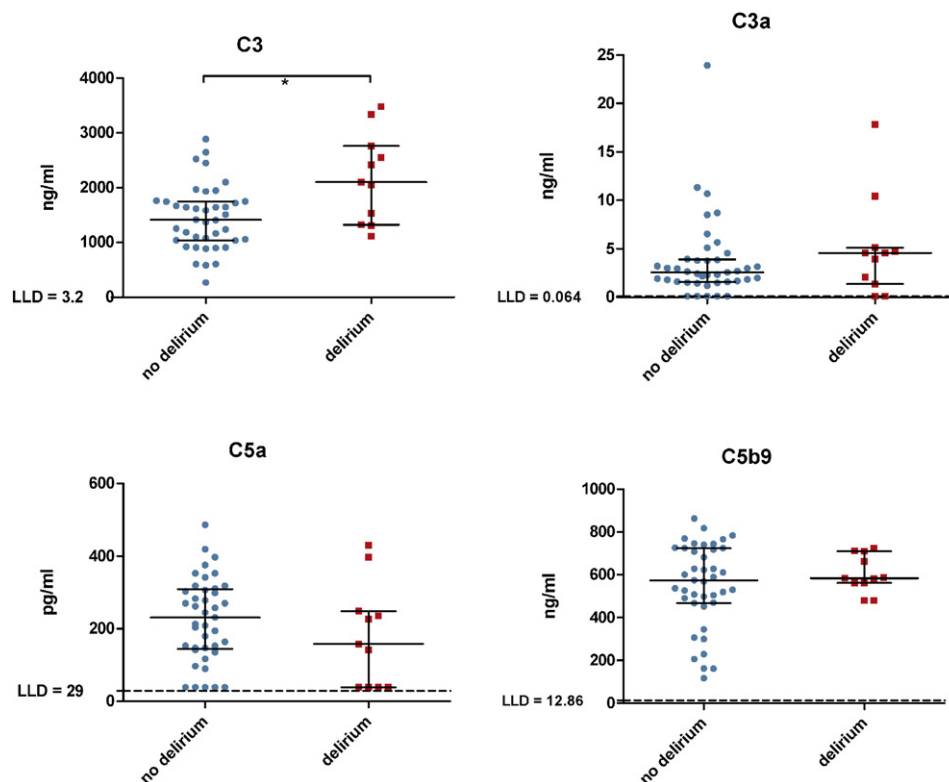 C3
*
4000
3000
2000
1000
0
ng/ml
LLD = 3.2
no delirium
delirium
C3a
25
20
15
10
5
0
ng/ml
LLD = 0.064
no delirium
delirium
C5a
600
400
200
0
pg/ml
LLD = 29
no delirium
delirium
C5b9
1000
800
600
400
200
0
ng/ml
LLD = 12.86
no delirium
delirium